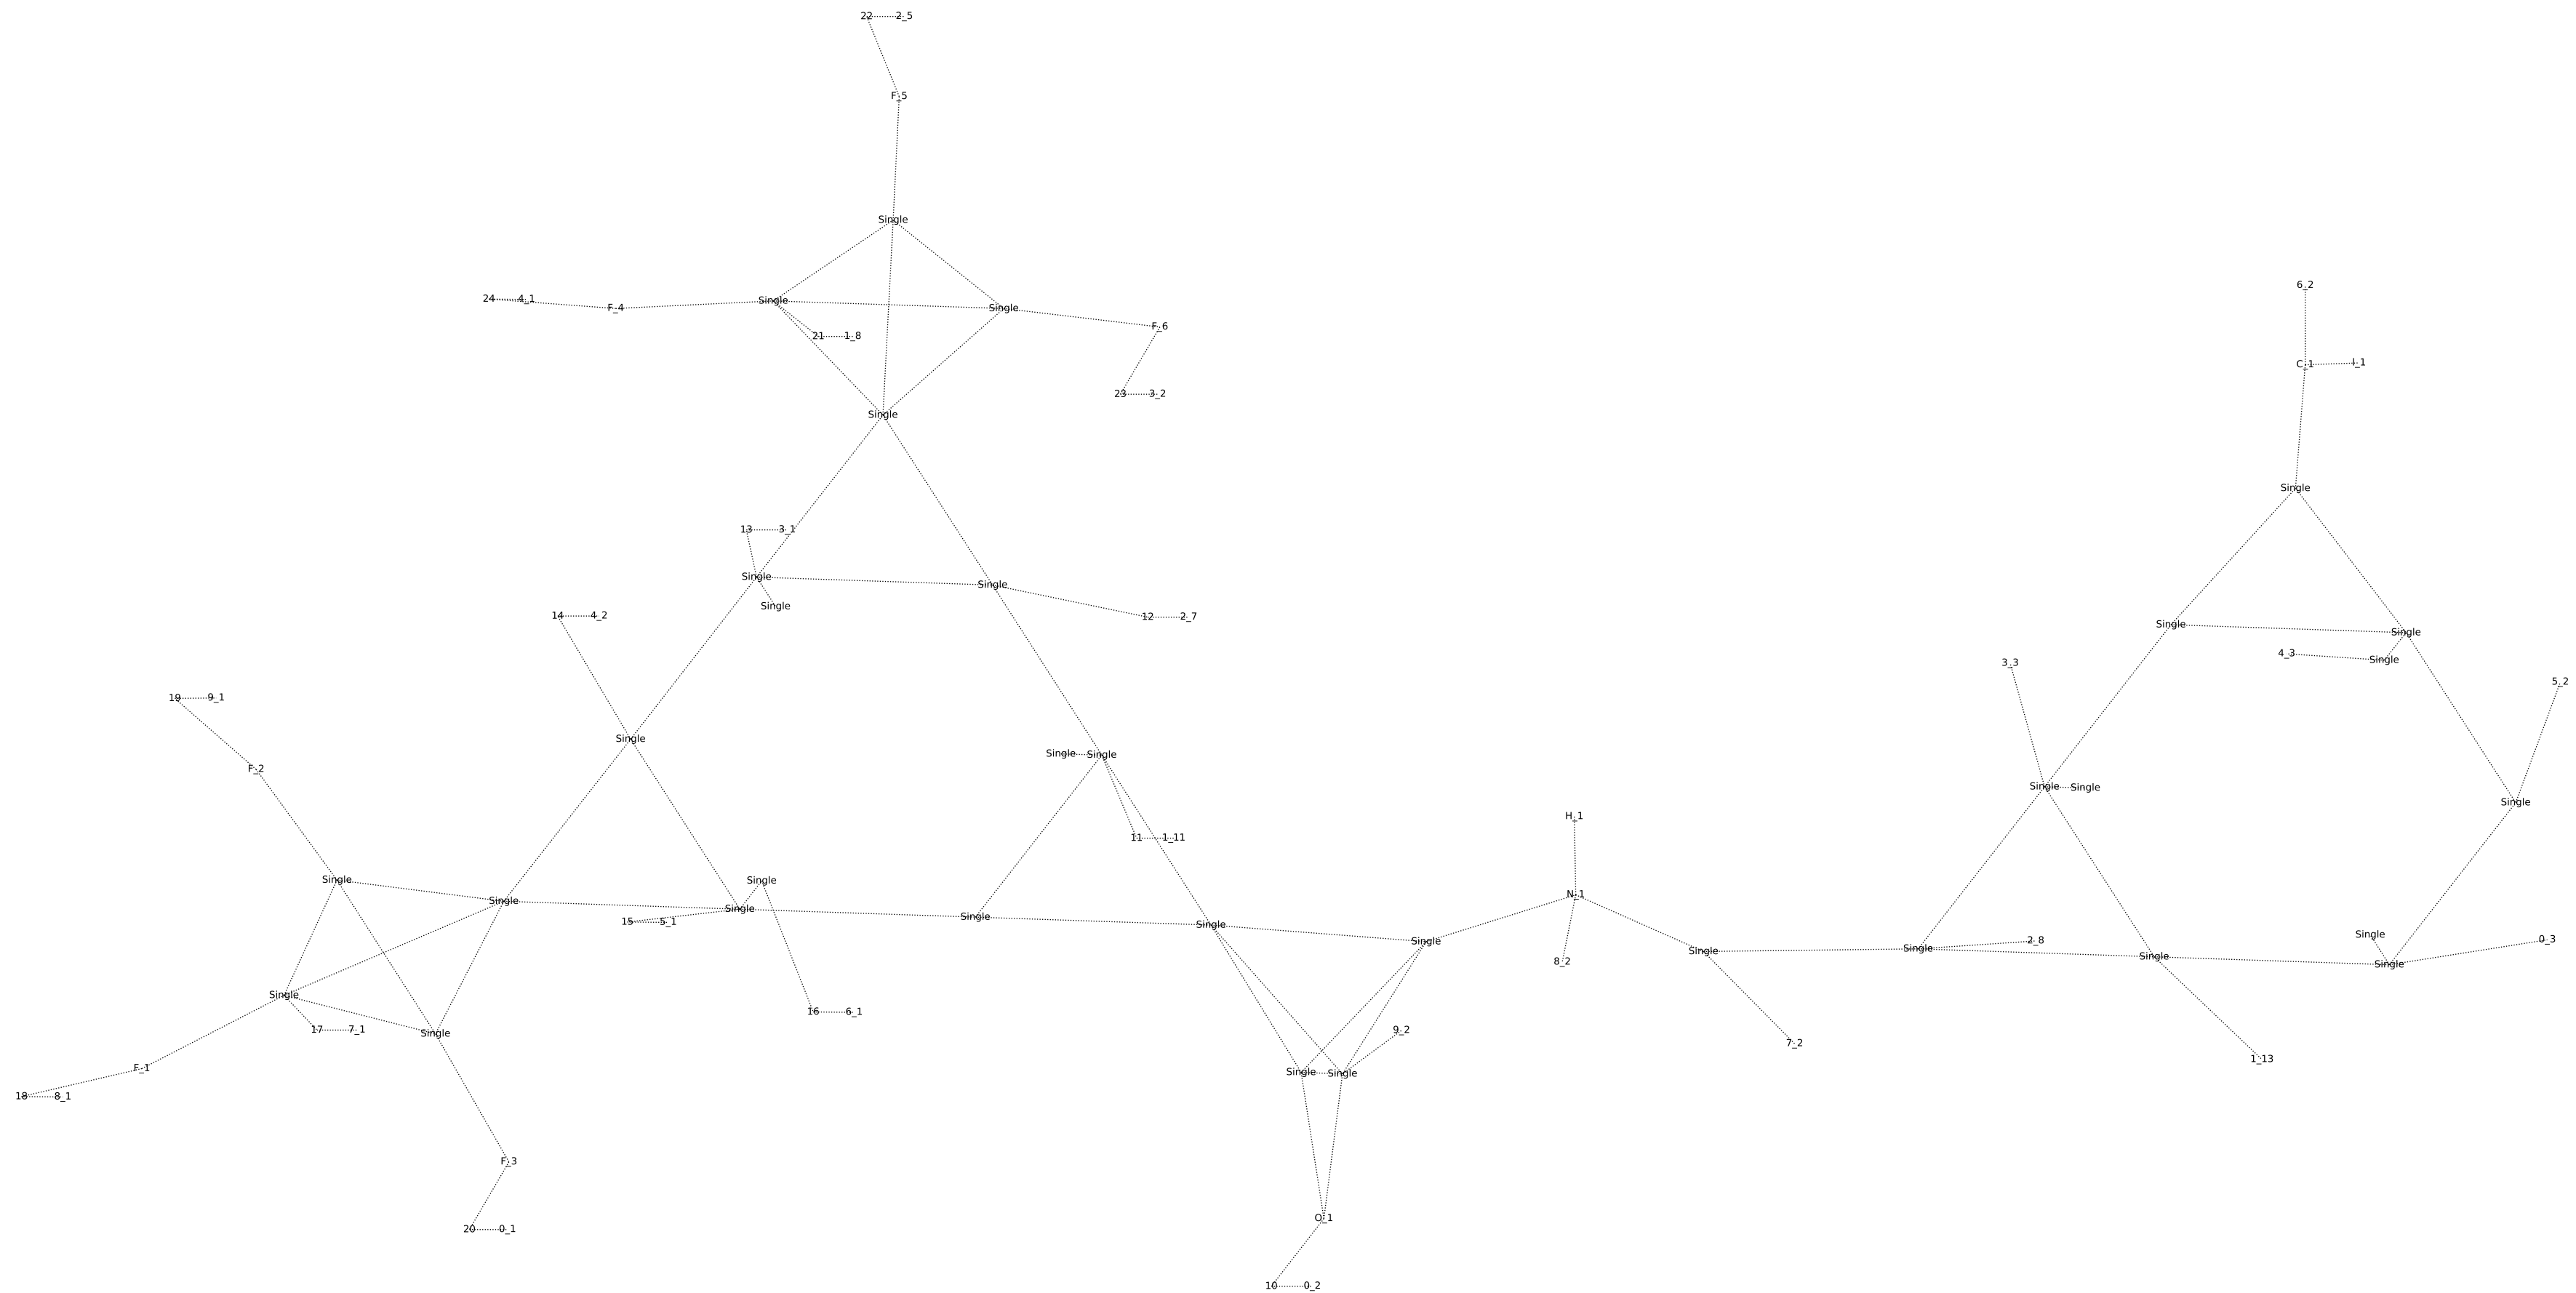 22 2_5
F_5
Single
6_2
24 4_1
Single
F_4
Single
F_6
21 1_8
C_1 I_1
23 3_2
Single
Single
13 3_1
Single
Single
Single
14 4_2
12 2_7
Single
Single
4_3
Single
3_3
5_2
19 9_1
Single
Single
Single
F_2
Single
Single
Single
H_1
11 1_11
Single
Single
N_1
Single
Single
15 5_1
Single
Single
Single
Single
2_8
0_3
Single
Single
Single
8_2
Single
Single
16 6_1
17 7_1
Single
9_2
7_2
1_13
F_1
Single
Single
18 8_1
F_3
O_1
20 0_1
10 0_2